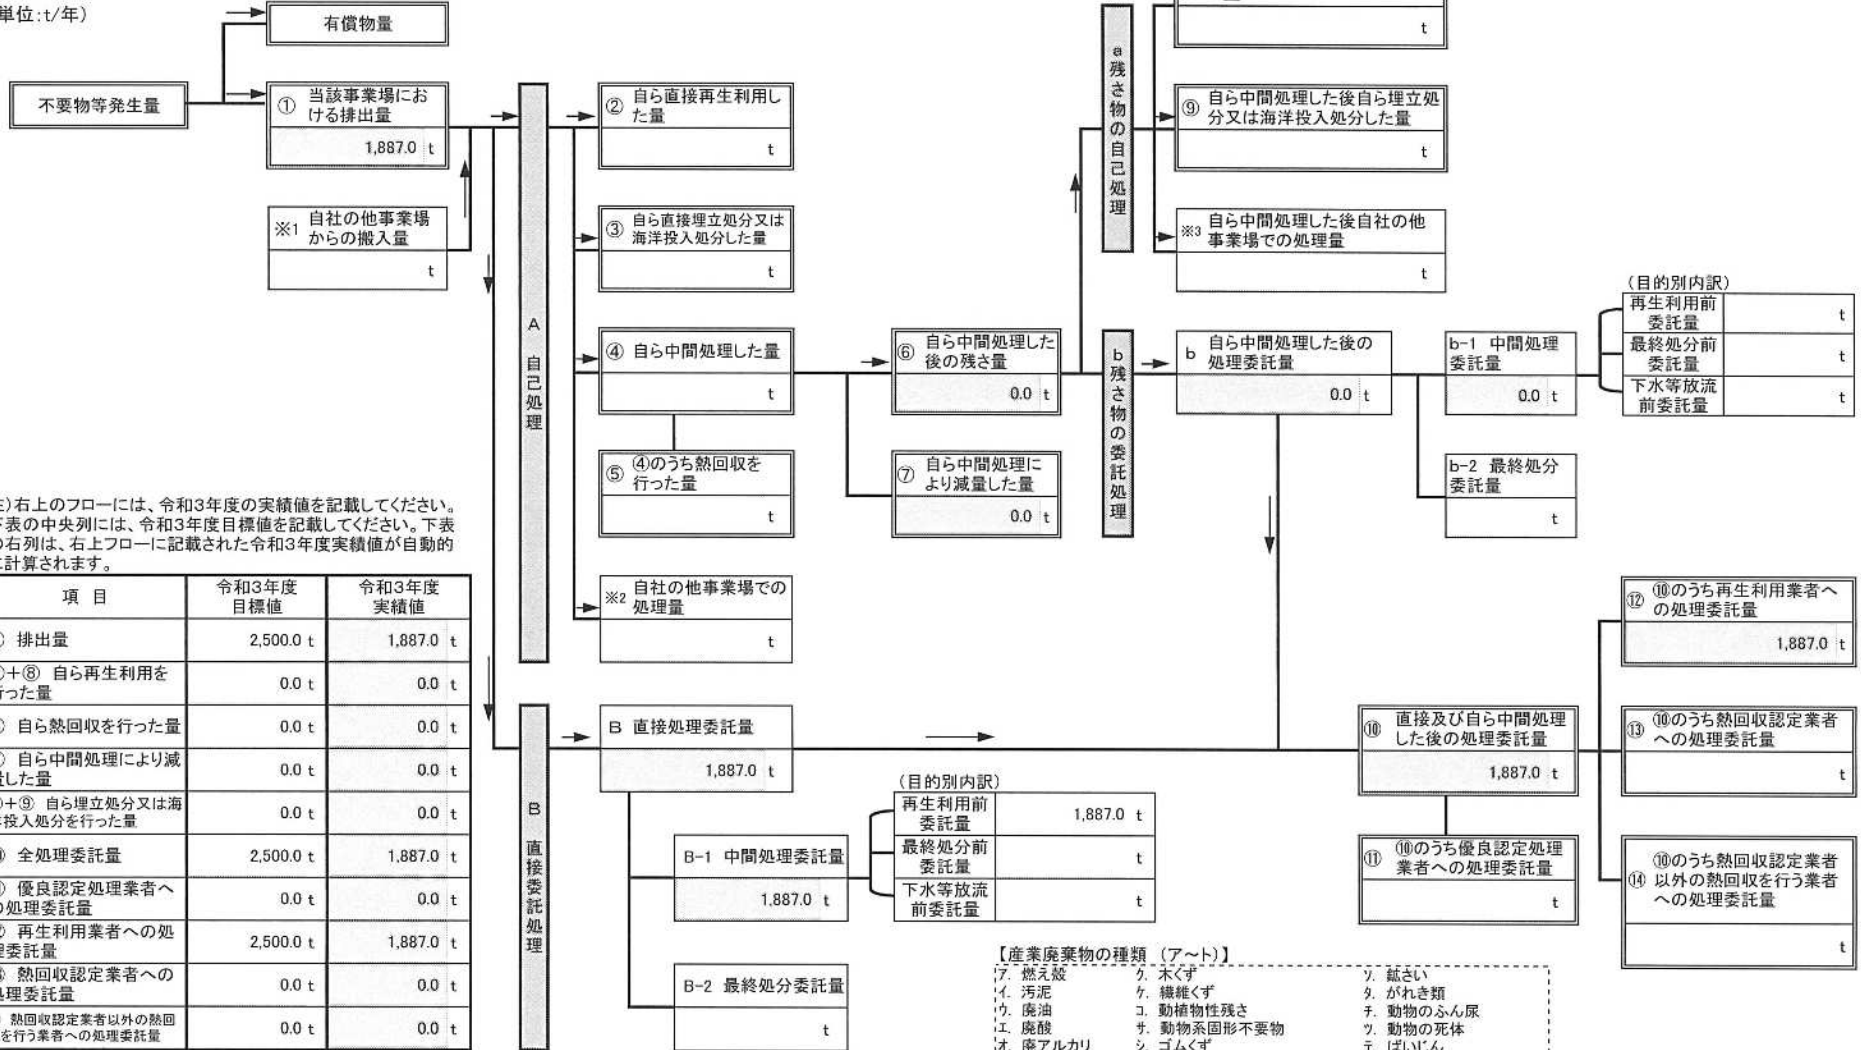 単位:t/年)
有償物量
不要物等発生量
① 当該事業場にお
ける排出量
1,887.0 t
※1 自社の他事業場
からの搬入量
t
A 自己処理
② 自ら直接再生利用し
た量
t
③ 自ら直接埋立処分又は
海洋投入処分した量
t
④ 自ら中間処理した量
t
⑤ ④のうち熱回収を
行った量
t
※2 自社の他事業場での
処理量
t
⑥ 自ら中間処理した
後の残さ量
0.0 t
⑦ 自ら中間処理に
より減量した量
0.0 t
a 残さ物の自己処理
t
⑨ 自ら中間処理した後自ら埋立処
分又は海洋投入処分した量
t
※3 自ら中間処理した後自社の他
事業場での処理量
t
b 残さ物の委託処理
b 自ら中間処理した後の
処理委託量
0.0 t
b-1 中間処理
委託量
0.0 t
(目的別内訳)
再生利用前
委託量
t
最終処分前
委託量
t
下水等放流
前委託量
t
b-2 最終処分
委託量
t
)右上のフローには、令和3年度の実績値を記載してください。
下表の中央列には、令和3年度目標値を記載してください。下表
の右列は、右上フローに記載された令和3年度実績値が自動的
に計算されます。
項 目 令和3年度
目標値 令和3年度
実績値
排出量 2,500.0 t 1,887.0 t
+⑧ 自ら再生利用を
行った量 0.0 t 0.0 t
自ら熱回収を行った量 0.0 t 0.0 t
自ら中間処理により減
量した量 0.0 t 0.0 t
+⑨ 自ら埋立処分又は海
洋投入処分を行った量 0.0 t 0.0 t
全処理委託量 2,500.0 t 1,887.0 t
優良認定処理業者へ
の処理委託量 0.0 t 0.0 t
再生利用業者への処
理委託量 2,500.0 t 1,887.0 t
熱回収認定業者への
処理委託量 0.0 t 0.0 t
熱回収認定業者以外の熱回
を行う業者への処理委託量 0.0 t 0.0 t
B 直接委託処理
B 直接処理委託量
1,887.0 t
B-1 中間処理委託量
1,887.0 t
(目的別内訳)
再生利用前
委託量
1,887.0 t
最終処分前
委託量
t
下水等放流
前委託量
t
B-2 最終処分委託量
t
⑩ 直接及び自ら中間処理
した後の処理委託量
1,887.0 t
⑪ ⑩のうち優良認定処理
業者への処理委託量
t
⑫ ⑩のうち再生利用業者へ
の処理委託量
1,887.0 t
⑬ ⑩のうち熱回収認定業者
への処理委託量
t
⑭ ⑩のうち熱回収認定業者
以外の熱回収を行う業者
への処理委託量
t
【産業廃棄物の種類 (ア~ト)】
ア. 燃え殻 ク. 木くず ソ. 鉱さい
イ. 汚泥 ケ. 繊維くず タ. がれき類
ウ. 廃油 コ. 動植物性残さ チ. 動物のふん尿
エ. 廃酸 サ. 動物系固形不要物 ツ. 動物の死体
オ. 廃アルカリ シ. ゴムくず テ. ばいじん